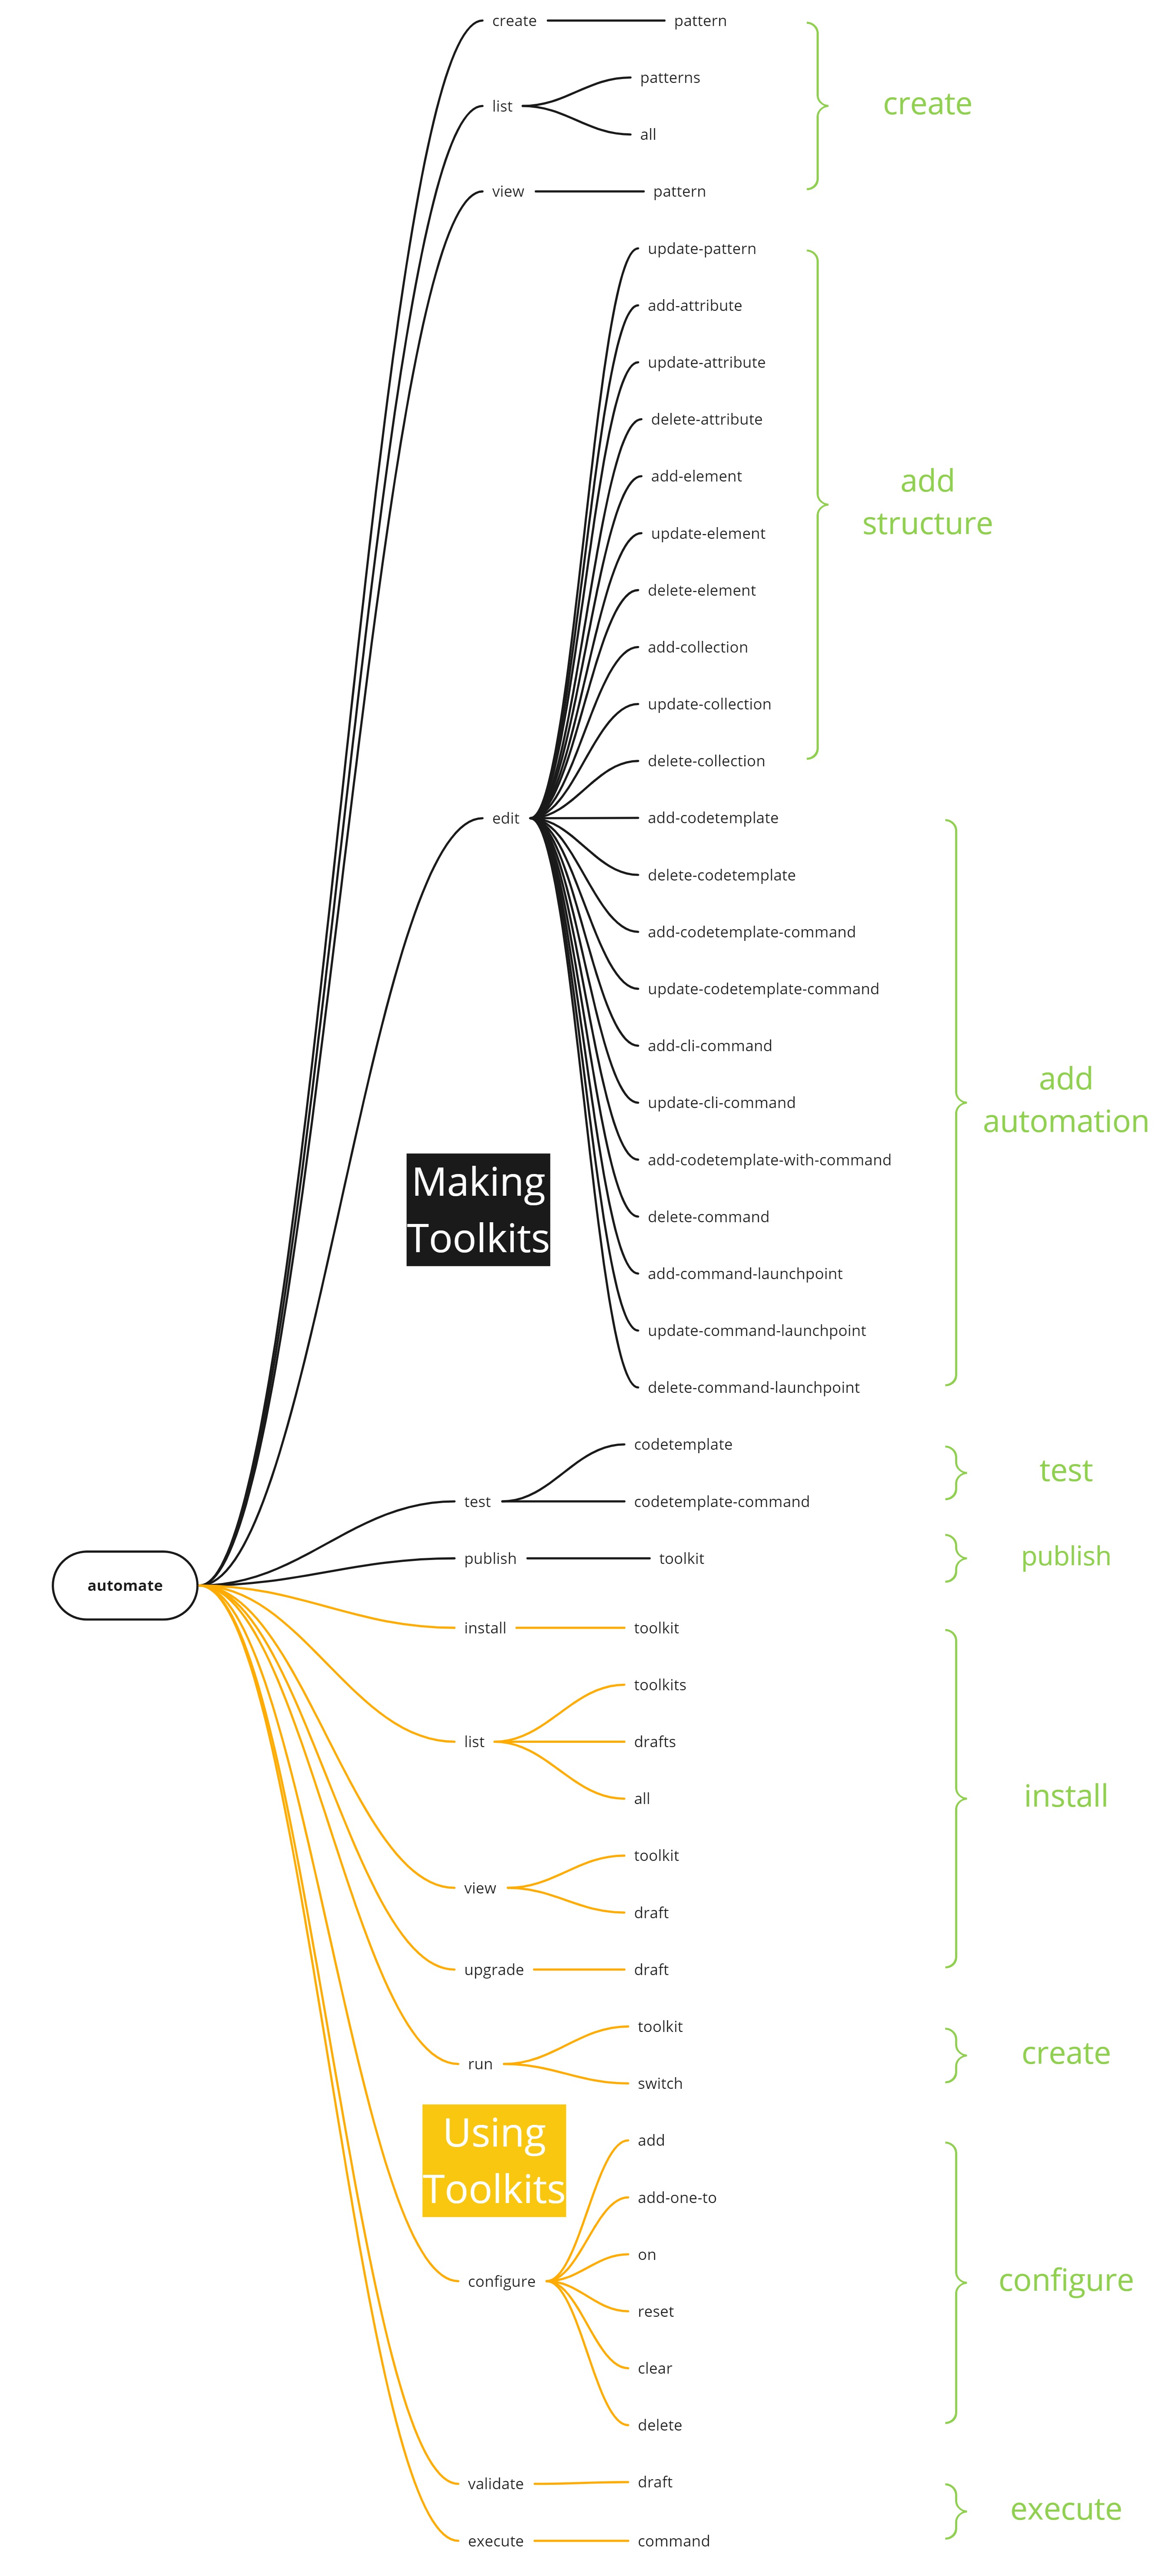 create
pattern
list
patterns
all
create
view
pattern
update-pattern
add-attribute
update-attribute
delete-attribute
add-element
add
structure
update-element
delete-element
add-collection
update-collection
delete-collection
edit
add-codetemplate
delete-codetemplate
add-codetemplate-command
update-codetemplate-command
add-cli-command
update-cli-command
add
automation
add-codetemplate-with-command
Making
Toolkits
delete-command
add-command-launchpoint
update-command-launchpoint
delete-command-launchpoint
codetemplate
test
test
codetemplate-command
publish
toolkit
publish
automate
install
toolkit
toolkits
list
drafts
all
install
toolkit
view
draft
upgrade
draft
toolkit
run
create
switch
Using
Toolkits
add
add-one-to
on
configure
configure
reset
clear
delete
validate
draft
execute
execute
command